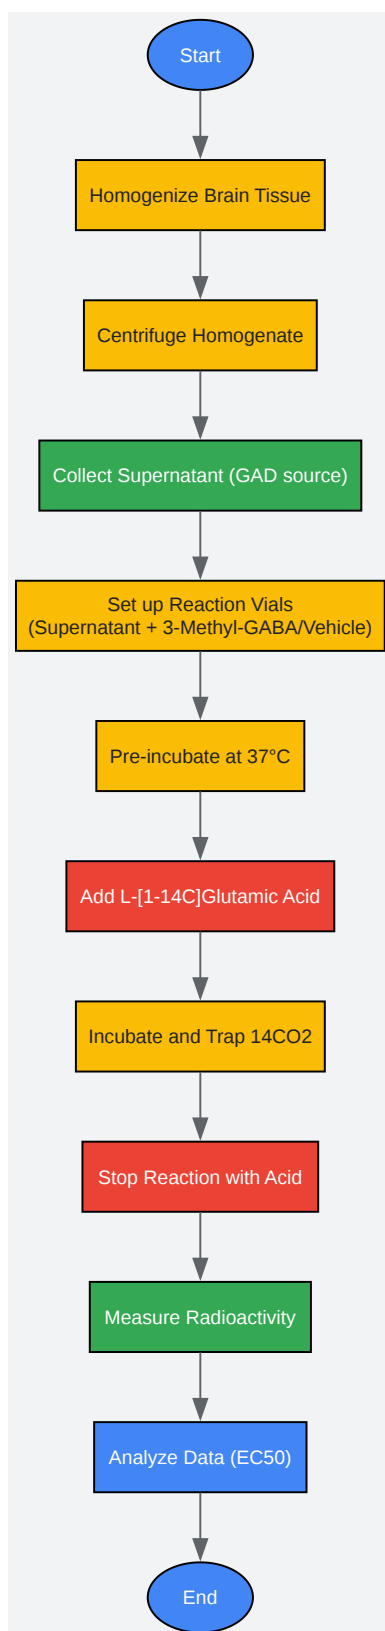 Start
Homogenize Brain Tissue
Centrifuge Homogenate
Collect Supernatant (GAD source)
Set up Reaction Vials
(Supernatant + 3-Methyl-GABA/Vehicle)
Pre-incubate at 37°C
Add L-[1-14C]Glutamic Acid
Incubate and Trap 14CO2
Stop Reaction with Acid
Measure Radioactivity
Analyze Data (EC50)
End